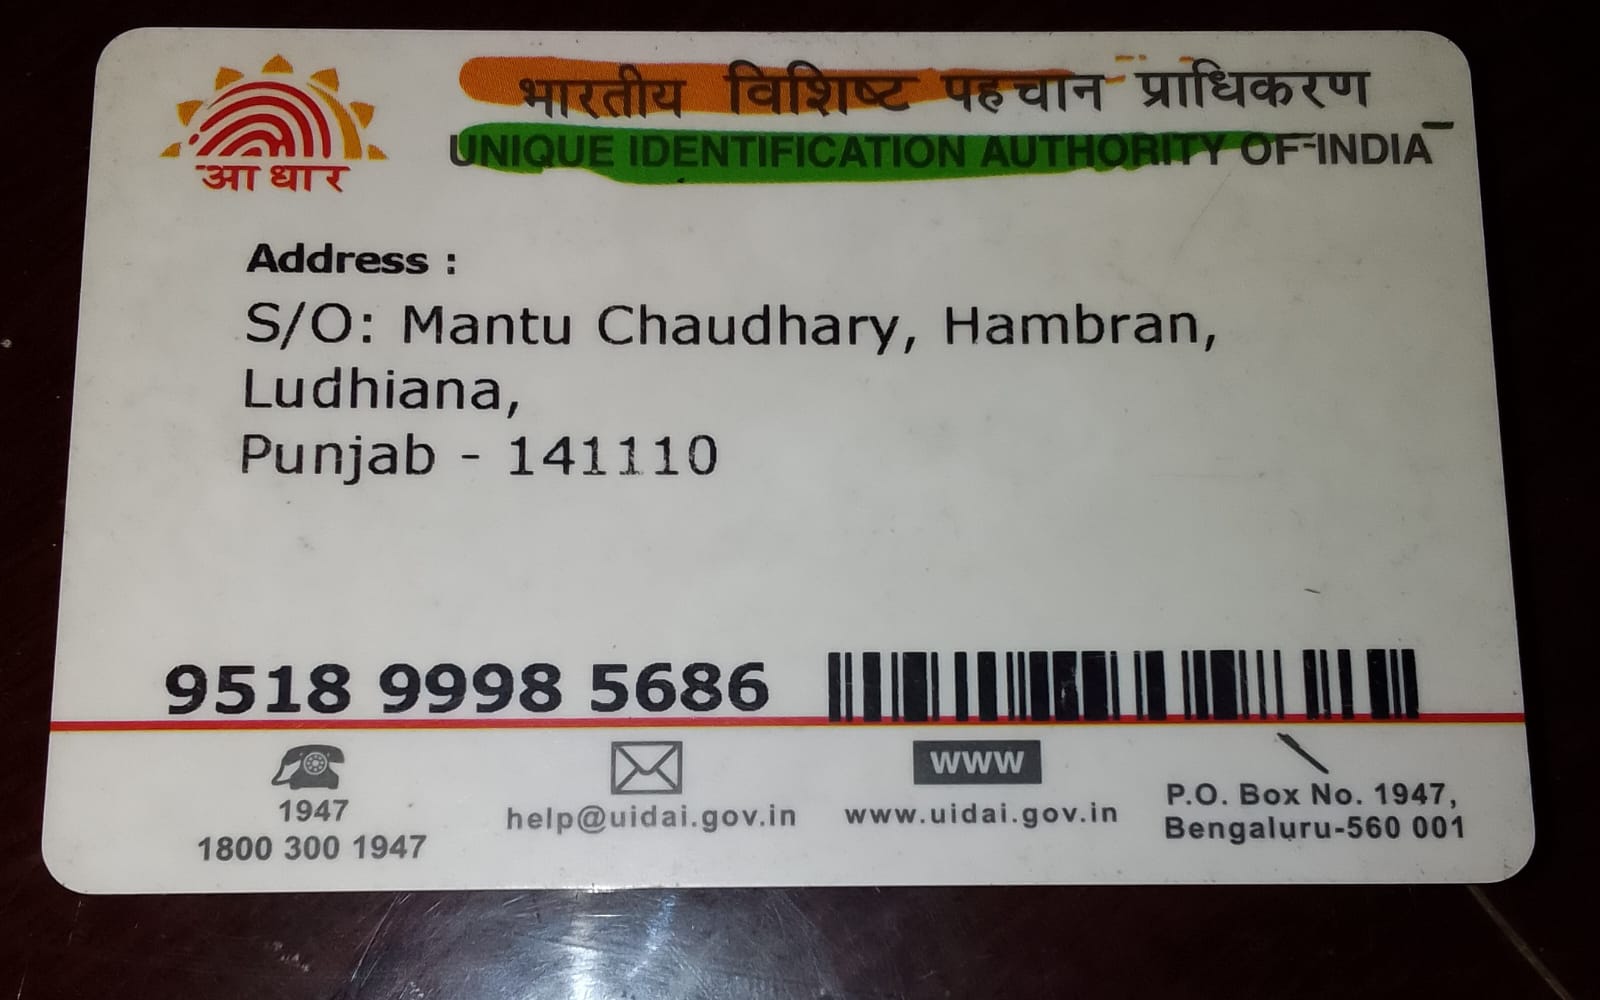 आधार
भारतीय विशिष्ट पहचान प्राधिकरण
UNIQUE IDENTIFICATION AUTHORITY OF INDIA
Address :
S/O: Mantu Chaudhary, Hambran,
Ludhiana,
Punjab - 141110
9518 9998 5686
1947
1800 300 1947
help@uidai.gov.in
www
www.uidai.gov.in
P.O. Box No. 1947,
Bengaluru-560 001